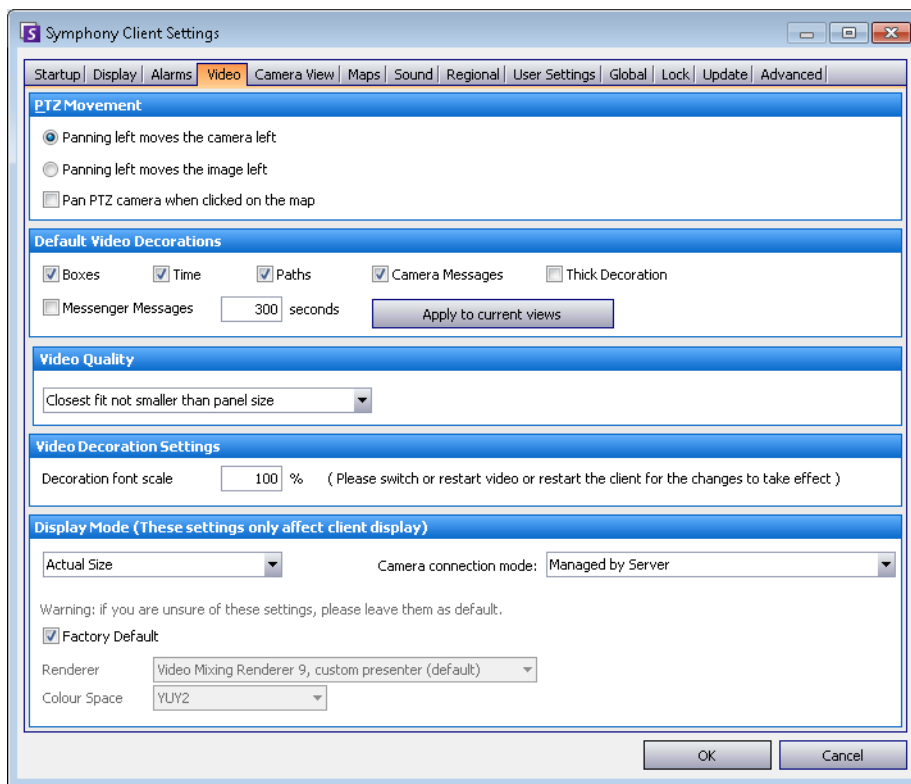 Symphony Client Settings
Startup Display Alarms Video Camera View Maps Sound Regional User Settings Global Lock Update Advanced
PTZ Movement
Panning left moves the camera left
Panning left moves the image left
Pan PTZ camera when clicked on the map
Default Video Decorations
Boxes Time Paths Camera Messages Thick Decoration
Messenger Messages 300 seconds Apply to current views
Video Quality
Closest fit not smaller than panel size
Video Decoration Settings
Decoration font scale 100 % ( Please switch or restart video or restart the client for the changes to take effect )
Display Mode (These settings only affect client display)
Actual Size Camera connection mode: Managed by Server
Warning: if you are unsure of these settings, please leave them as default.
Factory Default
Renderer Video Mixing Renderer 9, custom presenter (default)
Colour Space YUY2
OK Cancel